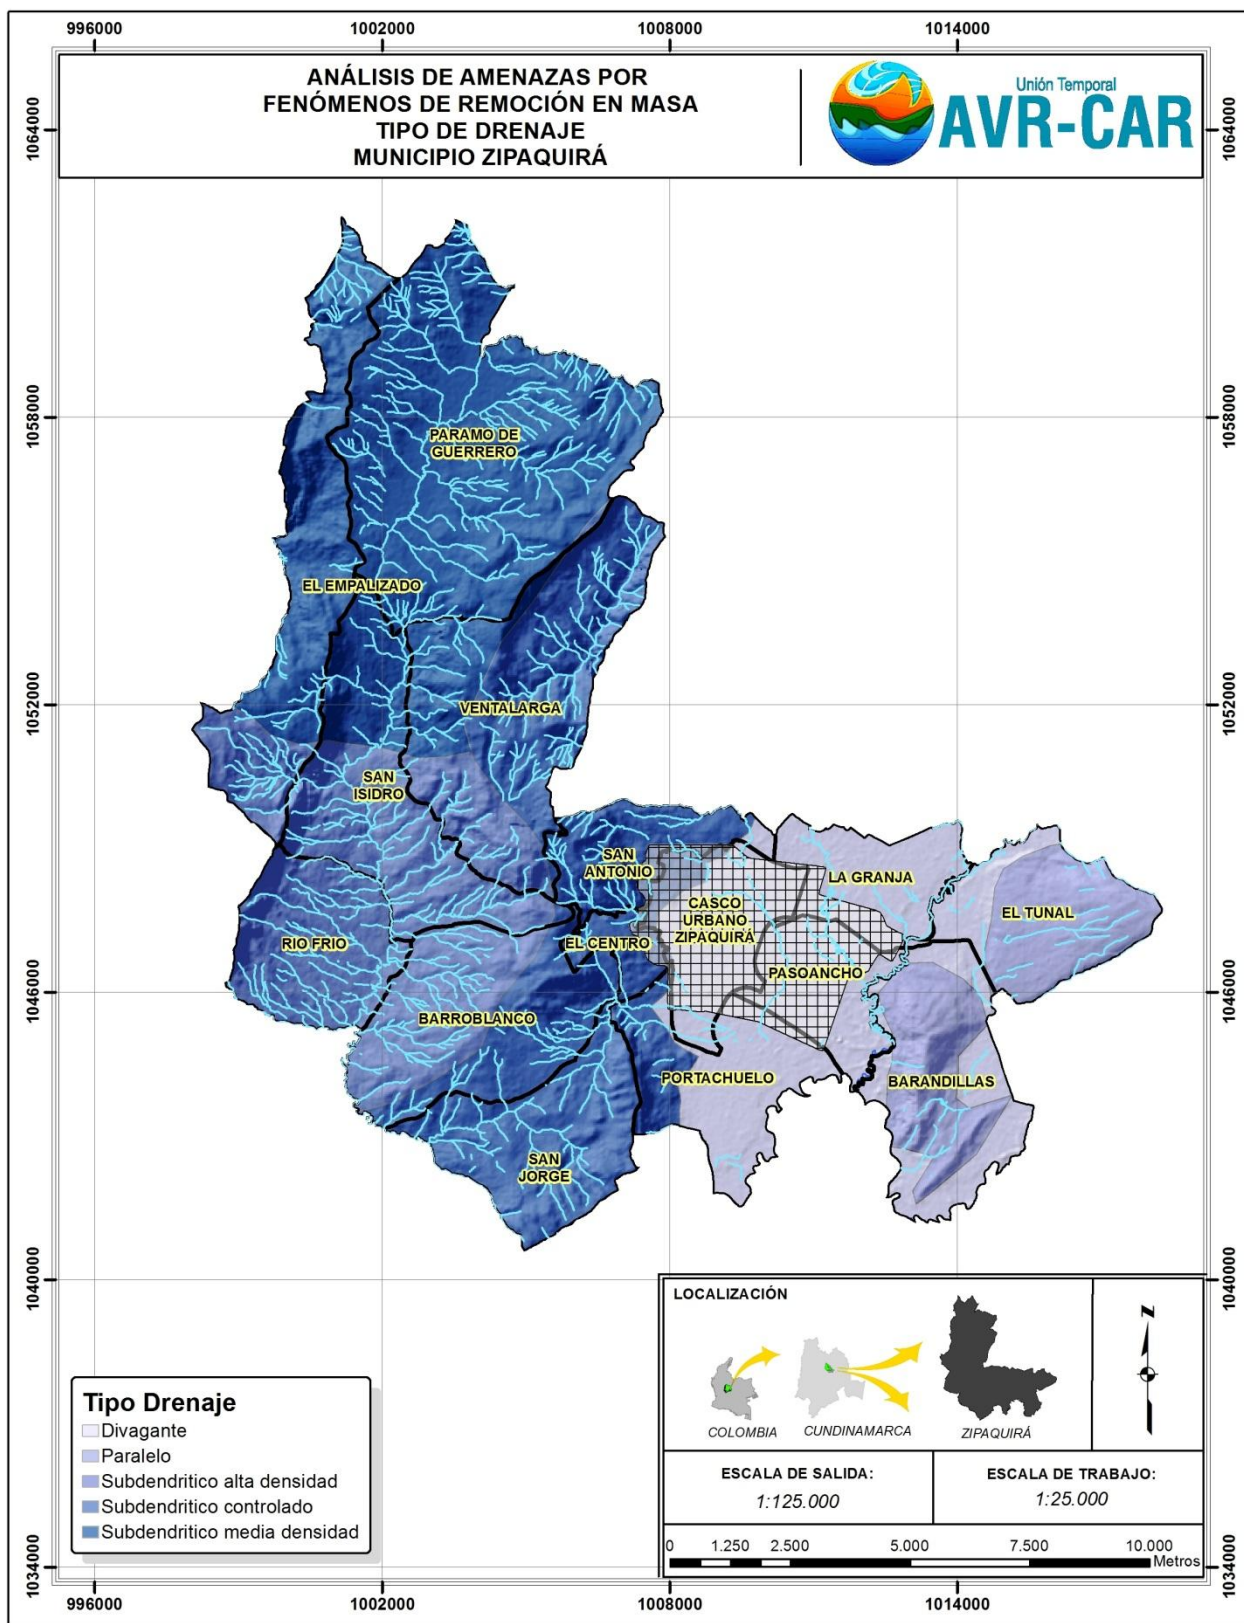 996000
1002000
1008000
1014000
ANÁLISIS DE AMENAZAS POR
FENÓMENOS DE REMOCIÓN EN MASA
TIPO DE DRENAJE
MUNICIPIO ZIPAQUIRÁ
Unión Temporal
AVR-CAR
1064000
1064000
1058000
1058000
1052000
1052000
1046000
1046000
1040000
1040000
1034000
1034000
PARAMO DE
GUERRERO
EL EMPALIZADO
VENTALARGA
SAN
ISIDRO
SAN
ANTONIO
LA GRANJA
CASCO
URBANO
ZIPAQUIRÁ
EL TUNAL
RIO FRIO
EL CENTRO
PASOANCHO
BARROBLANCO
PORTACHUELO
BARANDILLAS
SAN
JORGE
LOCALIZACIÓN
COLOMBIA
CUNDINAMARCA
ZIPAQUIRÁ
N
ESCALA DE SALIDA:
1:125.000
ESCALA DE TRABAJO:
1:25.000
0 1.250 2.500 5.000 7.500 10.000
Metros
Tipo Drenaje
Divagante
Paralelo
Subdendritico alta densidad
Subdendritico controlado
Subdendritico media densidad
996000
1002000
1008000
1014000